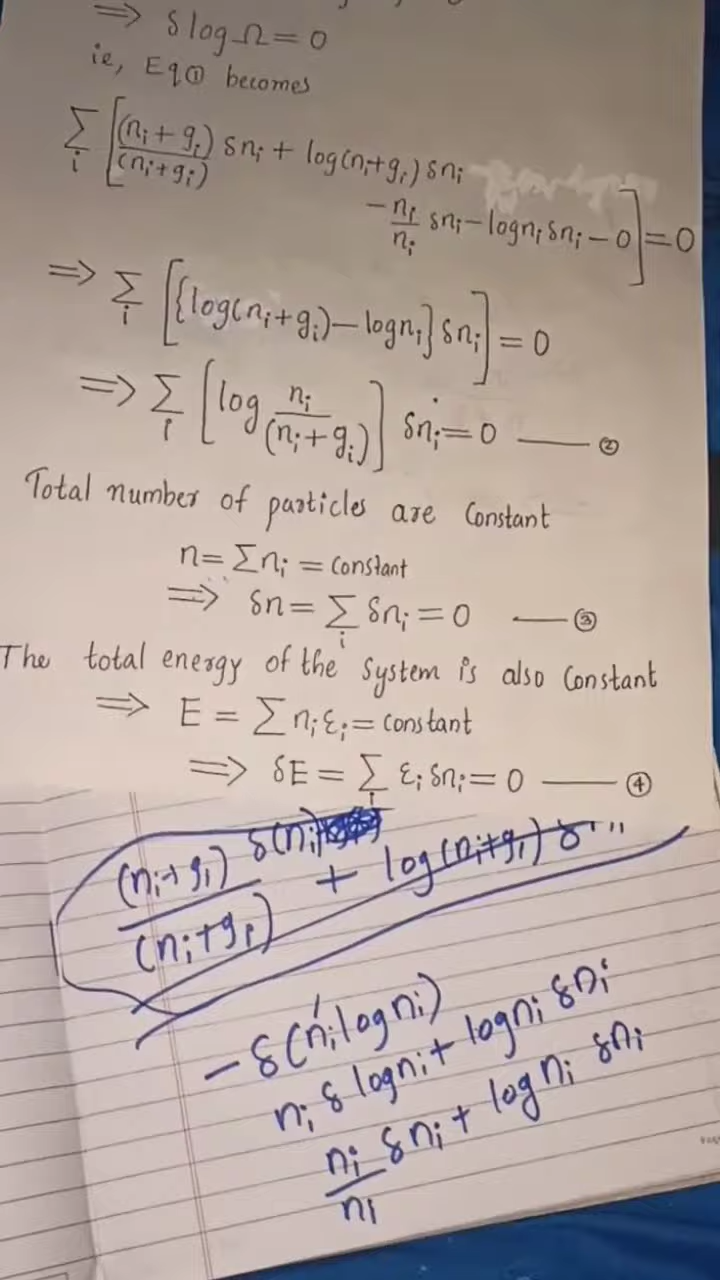 ⟹ δ log Ω = 0
ie, Eq① becomes
∑i [(ni + gi)/(ni + gi) δni + log(ni+gi) δni
- ni/ni δni - log ni δni - 0] = 0
⟹ ∑i [{log(ni+gi) - log ni} δni] = 0
⟹ ∑i [log ni/(ni + gi)] δni = 0 —— ②
Total number of particles are constant
n = ∑ni = constant
⟹ δn = ∑i δni = 0 —— ③
The total energy of the system is also constant
⟹ E = ∑ ni εi = constant
⟹ δE = ∑i εi δni = 0 —— ④
(ni+gi)/(ni+gi) δ(ni) + log(ni+gi) δ'''
- δ(ni log ni)
ni δ log ni + log ni δni
ni/ni δni + log ni δni